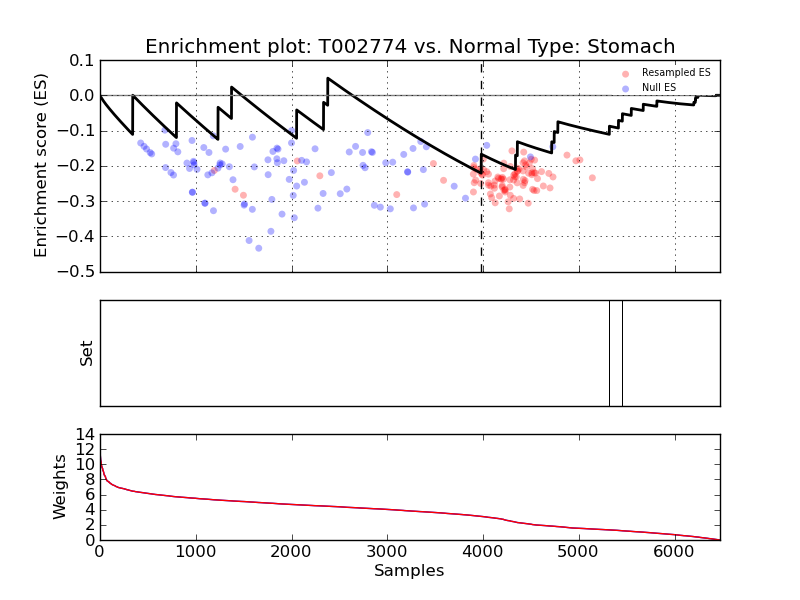 Enrichment plot: T002774 vs. Normal Type: Stomach
Enrichment score (ES)
0.1
0.0
−0.1
−0.2
−0.3
−0.4
−0.5
Resampled ES
Null ES
Set
Weights
14
12
10
8
6
4
2
0
0 1000 2000 3000 4000 5000 6000
Samples